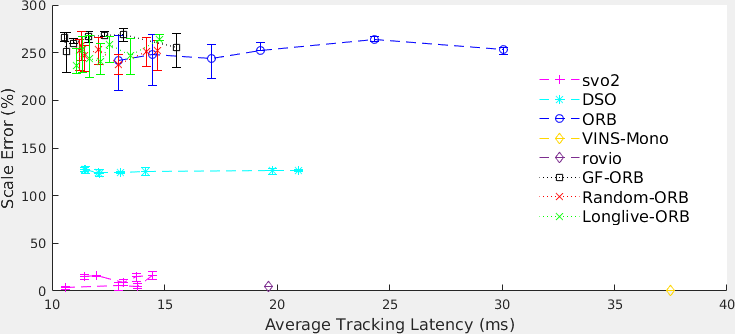 300
250
200
150
100
50
0
Scale Error (%)
10 15 20 25 30 35 40
Average Tracking Latency (ms)
svo2
DSO
ORB
VINS-Mono
rovio
GF-ORB
Random-ORB
Longlive-ORB